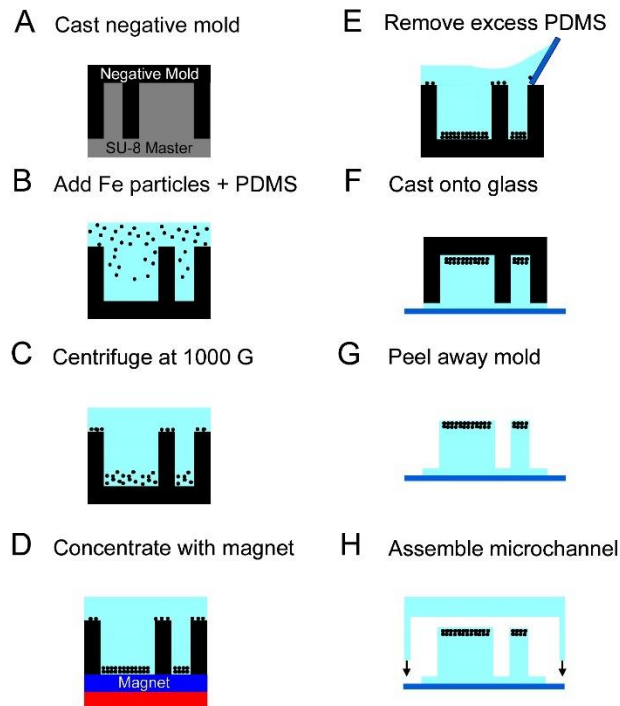 A Cast negative mold
Negative Mold
SU-8 Master
B Add Fe particles + PDMS
C Centrifuge at 1000 G
D Concentrate with magnet
Magnet
E Remove excess PDMS
F Cast onto glass
G Peel away mold
H Assemble microchannel